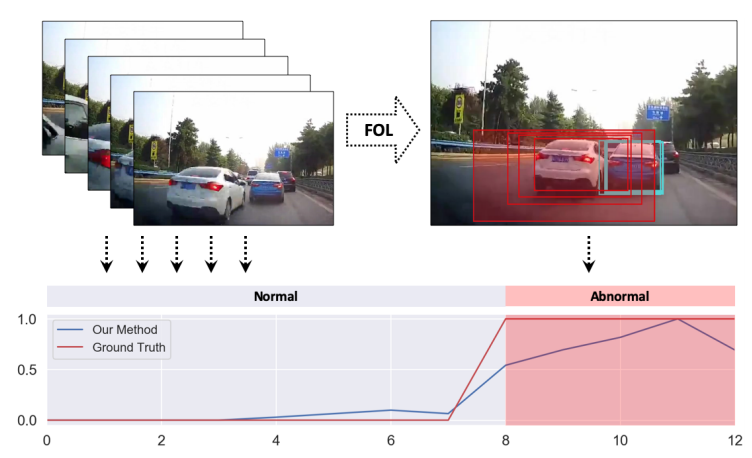 FOL
Normal
Abnormal
1.0
0.5
0.0
Our Method
Ground Truth
0 2 4 6 8 10 12